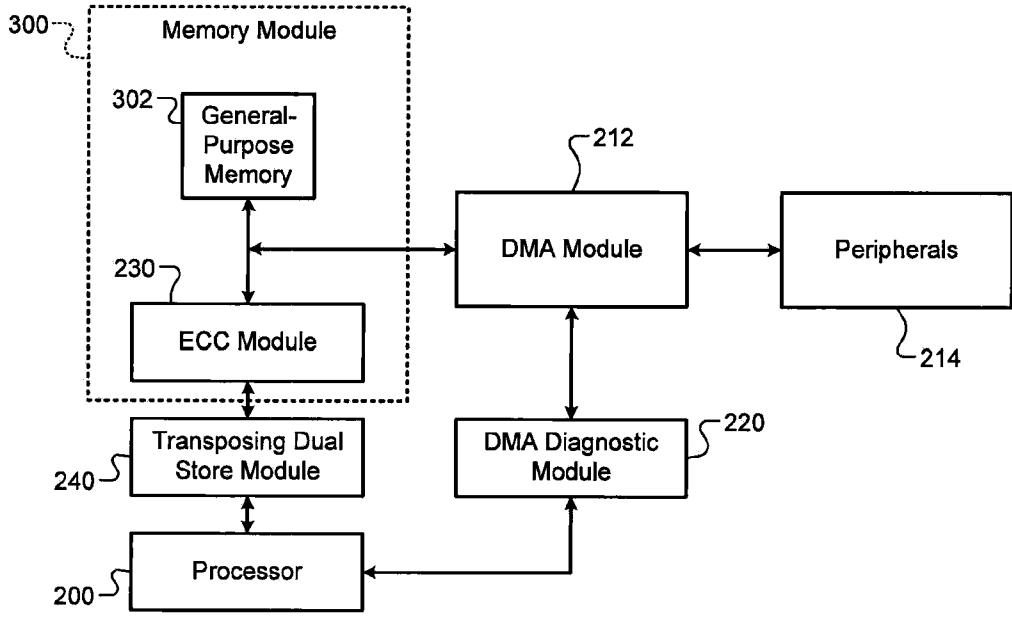 300
Memory Module
302
General-
Purpose
Memory
212
DMA Module
Peripherals
230
ECC Module
214
Transposing Dual
Store Module
240
DMA Diagnostic
Module
220
Processor
200